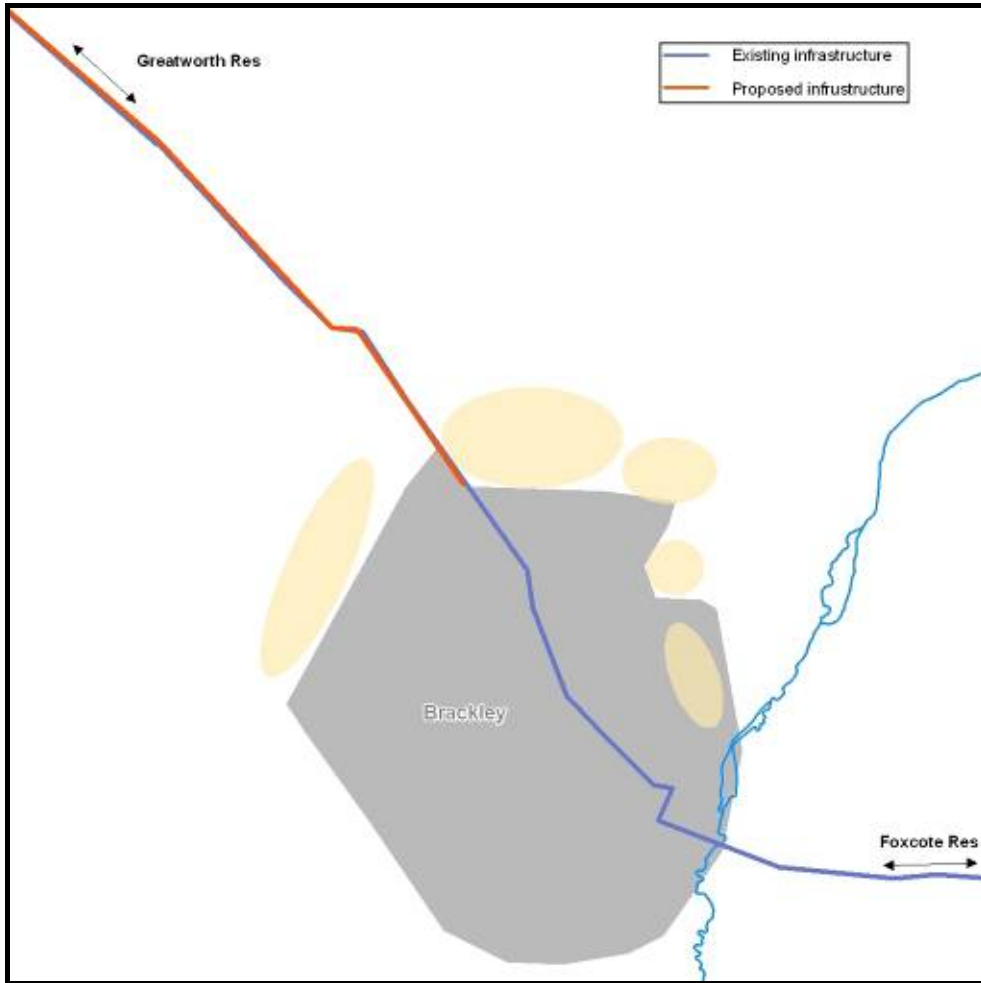 Greatworth Res
Existing infrastructure
Proposed infrustructure
Brackley
Foxcote Res